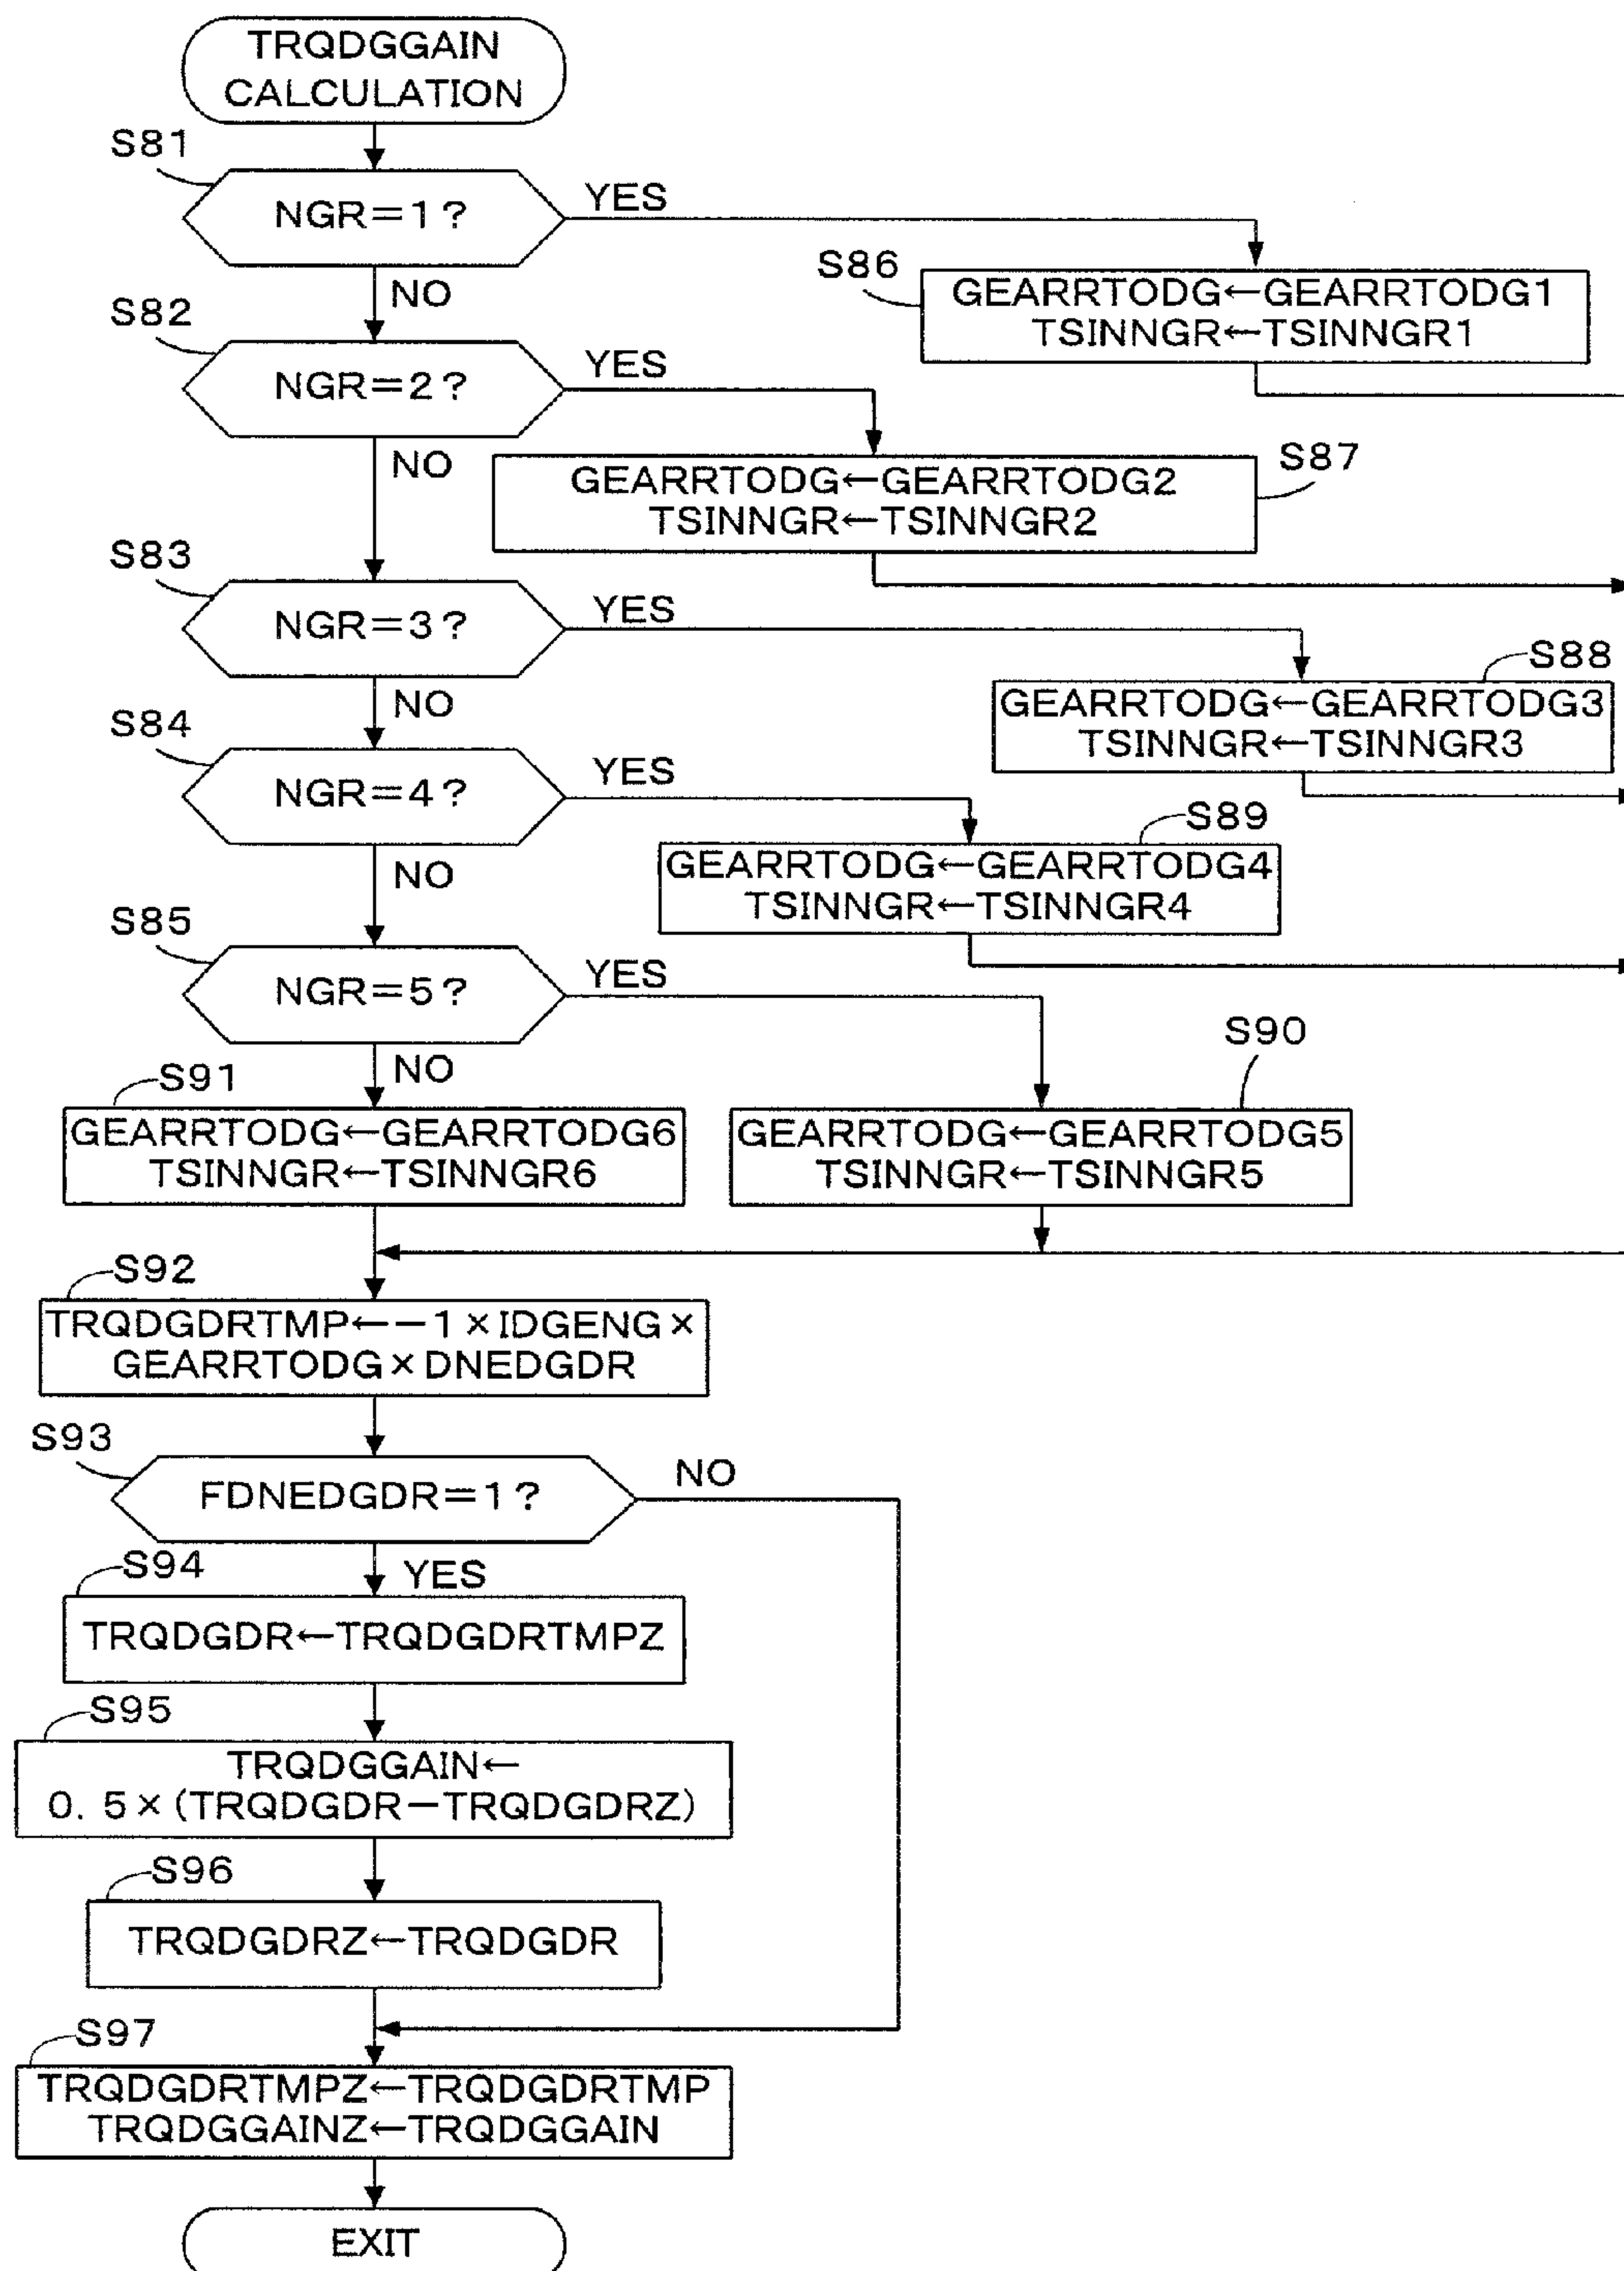 TRQDGGAIN
CALCULATION
S81
NGR=1?
YES
NO
S86
GEARRTODG←GEARRTODG1
TSINNGR←TSINNGR1
S82
NGR=2?
YES
NO
S87
GEARRTODG←GEARRTODG2
TSINNGR←TSINNGR2
S83
NGR=3?
YES
NO
S88
GEARRTODG←GEARRTODG3
TSINNGR←TSINNGR3
S84
NGR=4?
YES
NO
S89
GEARRTODG←GEARRTODG4
TSINNGR←TSINNGR4
S85
NGR=5?
YES
NO
S90
GEARRTODG←GEARRTODG5
TSINNGR←TSINNGR5
S91
GEARRTODG←GEARRTODG6
TSINNGR←TSINNGR6
S92
TRQDGDRTMP←−1×IDGENG×
GEARRTODG×DNEDGDR
S93
FDNEDGDR=1?
NO
YES
S94
TRQDGDR←TRQDGDRTMPZ
S95
TRQDGGAIN←
0.5×(TRQDGDR−TRQDGDRZ)
S96
TRQDGDRZ←TRQDGDR
S97
TRQDGDRTMPZ←TRQDGDRTMP
TRQDGGAINZ←TRQDGGAIN
EXIT